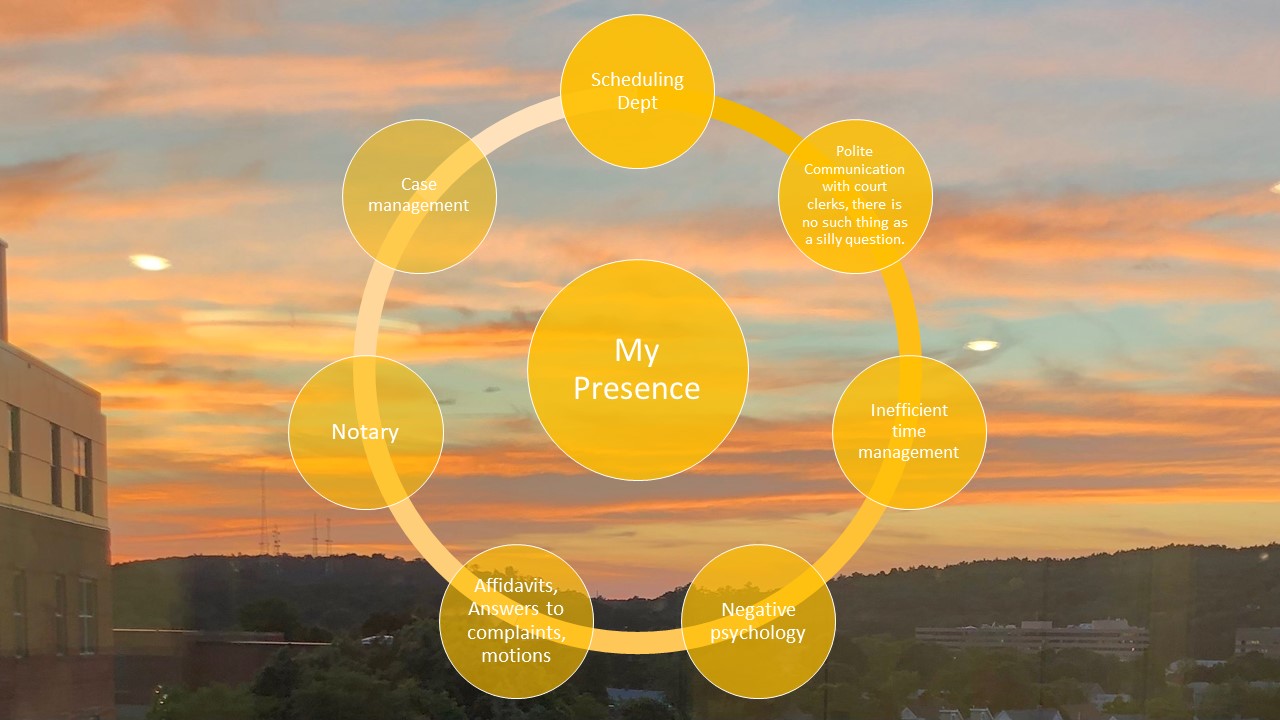 Scheduling
Dept
Polite
Communication
with court
clerks, there is
no such thing as
a silly question.
Inefficient
time
management
Negative
psychology
Affidavits,
Answers to
complaints,
motions
Notary
Case
management
My
Presence